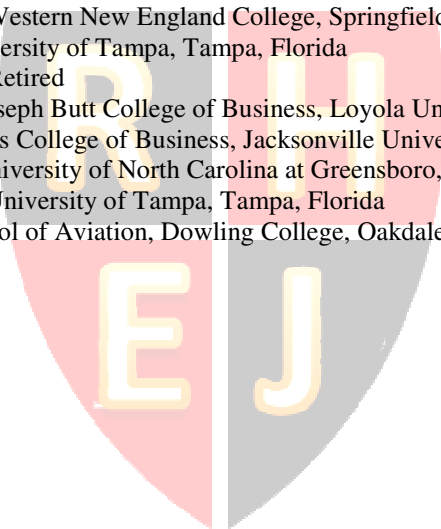 Western New England College, Springfield
ersity of Tampa, Tampa, Florida
Retired
seph Butt College of Business, Loyola Un
s College of Business, Jacksonville Unive
niversity of North Carolina at Greensboro,
University of Tampa, Tampa, Florida
ol of Aviation, Dowling College, Oakdale
R H
E J